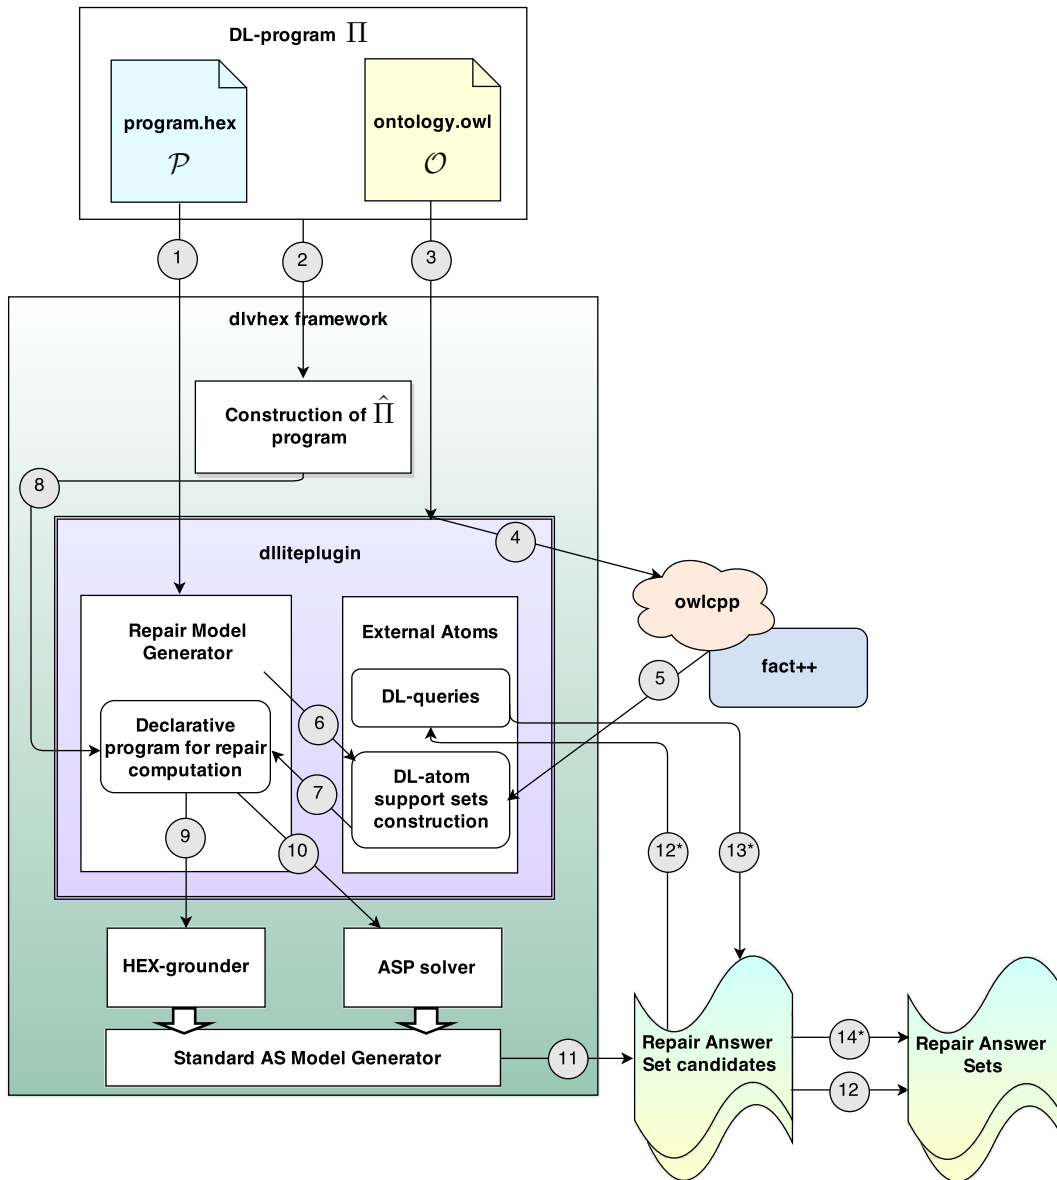 DL-program Π
program.hex
𝒫
ontology.owl
𝒪
1
2
3
dlvhex framework
Construction of Π̂
program
8
4
dlliteplugin
owlcpp
fact++
Repair Model
Generator
External Atoms
5
DL-queries
6
Declarative
program for repair
computation
DL-atom
support sets
construction
7
9
10
12*
13*
HEX-grounder
ASP solver
Standard AS Model Generator
11
Repair Answer
Set candidates
14*
12
Repair Answer
Sets